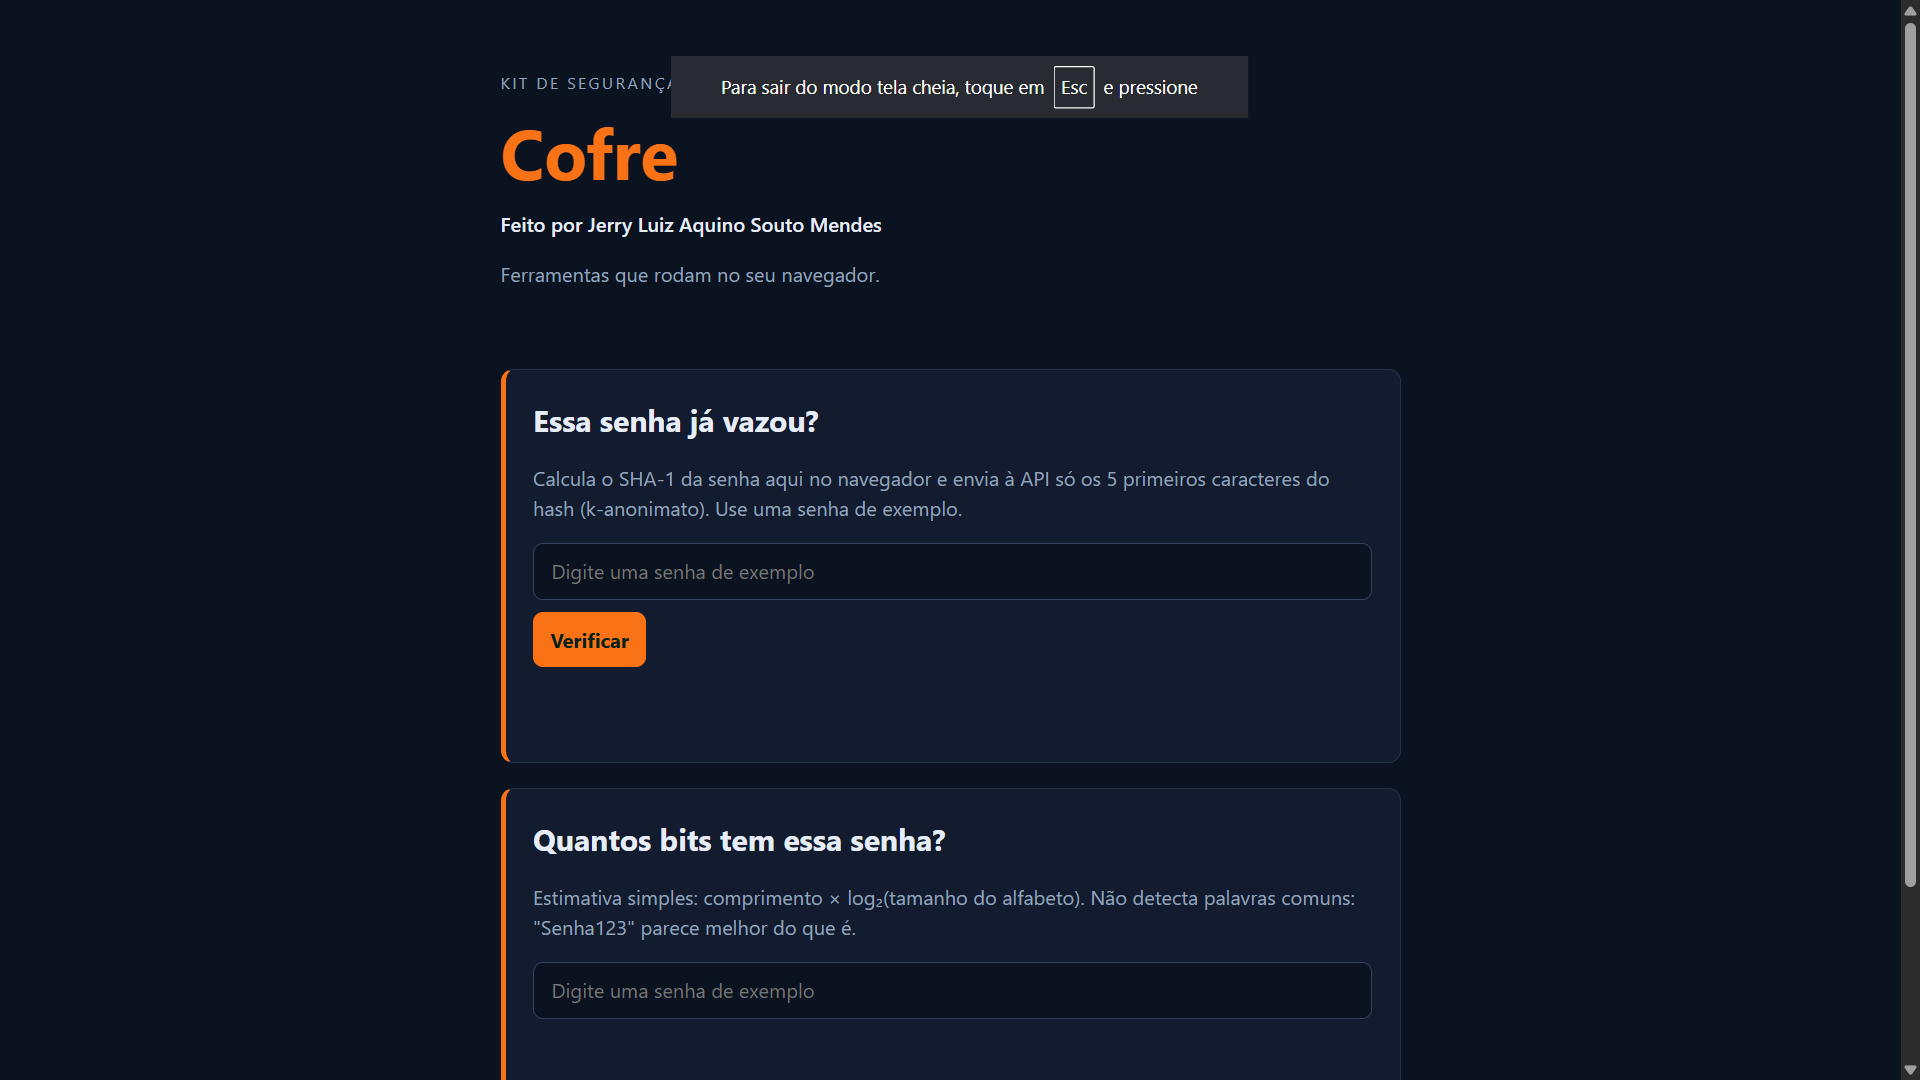 KIT DE SEGURANÇA
Para sair do modo tela cheia, toque em Esc e pressione
Cofre
Feito por Jerry Luiz Aquino Souto Mendes
Ferramentas que rodam no seu navegador.
Essa senha já vazou?
Calcula o SHA-1 da senha aqui no navegador e envia à API só os 5 primeiros caracteres do
hash (k-anonimato). Use uma senha de exemplo.
Digite uma senha de exemplo
Verificar
Quantos bits tem essa senha?
Estimativa simples: comprimento × log₂(tamanho do alfabeto). Não detecta palavras comuns:
"Senha123" parece melhor do que é.
Digite uma senha de exemplo